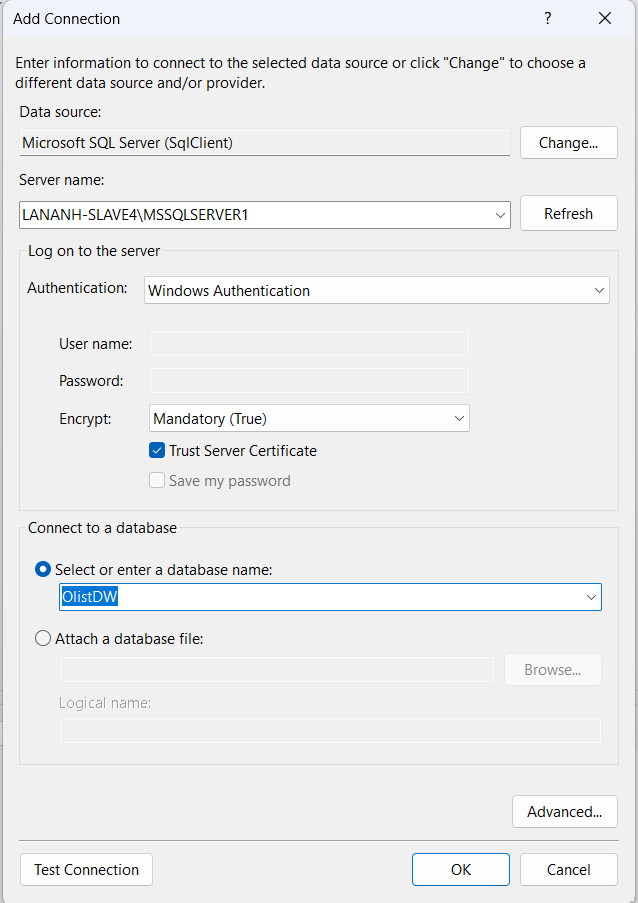 Add Connection
?
Enter information to connect to the selected data source or click "Change" to choose a
different data source and/or provider.
Data source:
Microsoft SQL Server (SqlClient)
Change...
Server name:
LANANH-SLAVE4\MSSQLSERVER1
Refresh
Log on to the server
Authentication:
Windows Authentication
User name:
Password:
Encrypt:
Mandatory (True)
Trust Server Certificate
Save my password
Connect to a database
Select or enter a database name:
OlistDW
Attach a database file:
Browse...
Logical name:
Advanced...
Test Connection
OK
Cancel